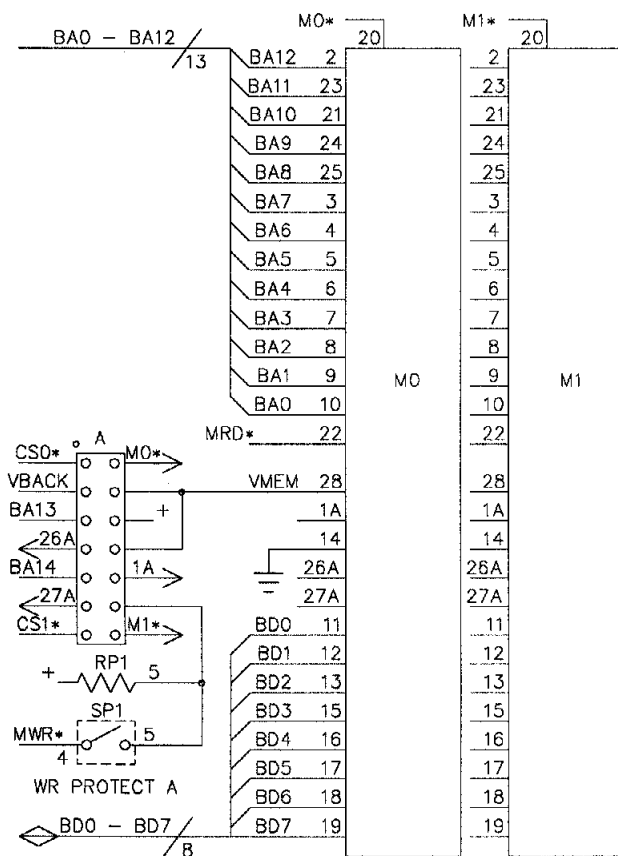 M0* 20 M1* 20
BA0 - BA12
13
BA12 2 2
BA11 23 23
BA10 21 21
BA9 24 24
BA8 25 25
BA7 3 3
BA6 4 4
BA5 5 5
BA4 6 6
BA3 7 7
BA2 8 8
BA1 9 M0 9 M1
BA0 10 10
MRD* 22 22
A
CS0* M0*
VBACK VMEM 28 28
BA13 + 1A 1A
26A 14 14
BA14 1A 26A 26A
27A 27A 27A
CS1* M1* BD0 11 11
RP1
+ 5
BD1 12 12
BD2 13 13
SP1
BD3 15 15
MWR* 4 5
BD4 16 16
BD5 17 17
WR PROTECT A
BD6 18 18
BD0 - BD7 BD7 19 19
8